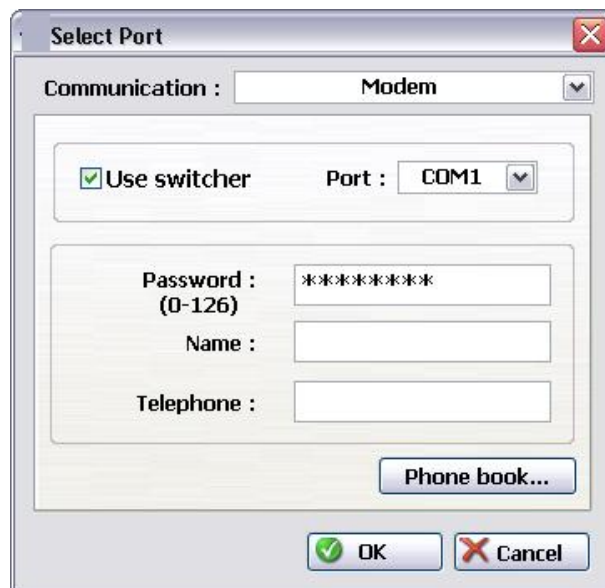 Select Port
Communication : Modem
Use switcher Port : COM1
Password : ********
(0-126)
Name :
Telephone :
Phone book...
OK Cancel